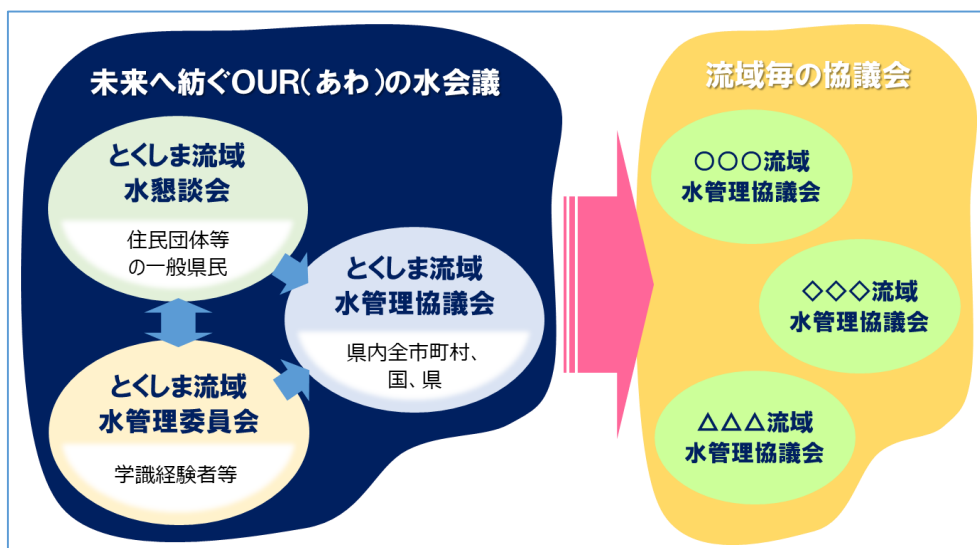 未来へ紡ぐOUR(あわ)の水会議
とくしま流域
水懇談会
住民団体等
の一般県民
とくしま流域
水管理協議会
県内全市町村、
国、県
とくしま流域
水管理委員会
学識経験者等
流域毎の協議会
〇〇〇流域
水管理協議会
◇◇◇流域
水管理協議会
△△△流域
水管理協議会